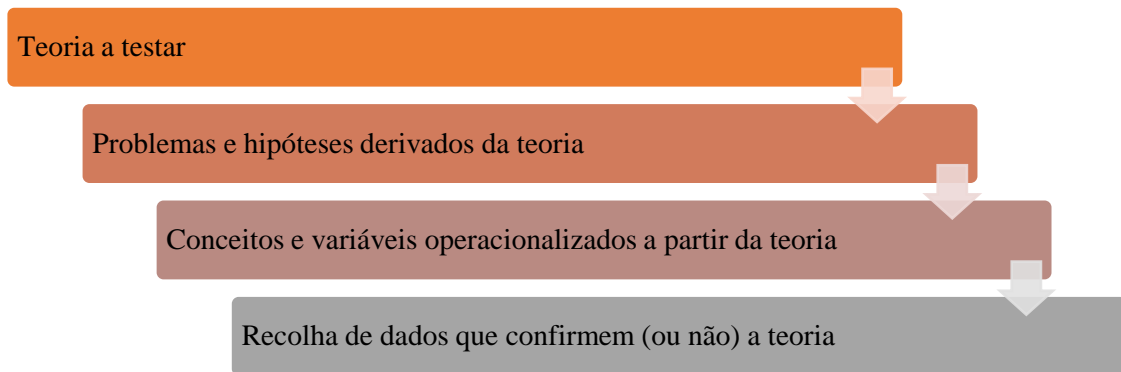 Teoria a testar
Problemas e hipóteses derivados da teoria
Conceitos e variáveis operacionalizados a partir da teoria
Recolha de dados que confirmem (ou não) a teoria